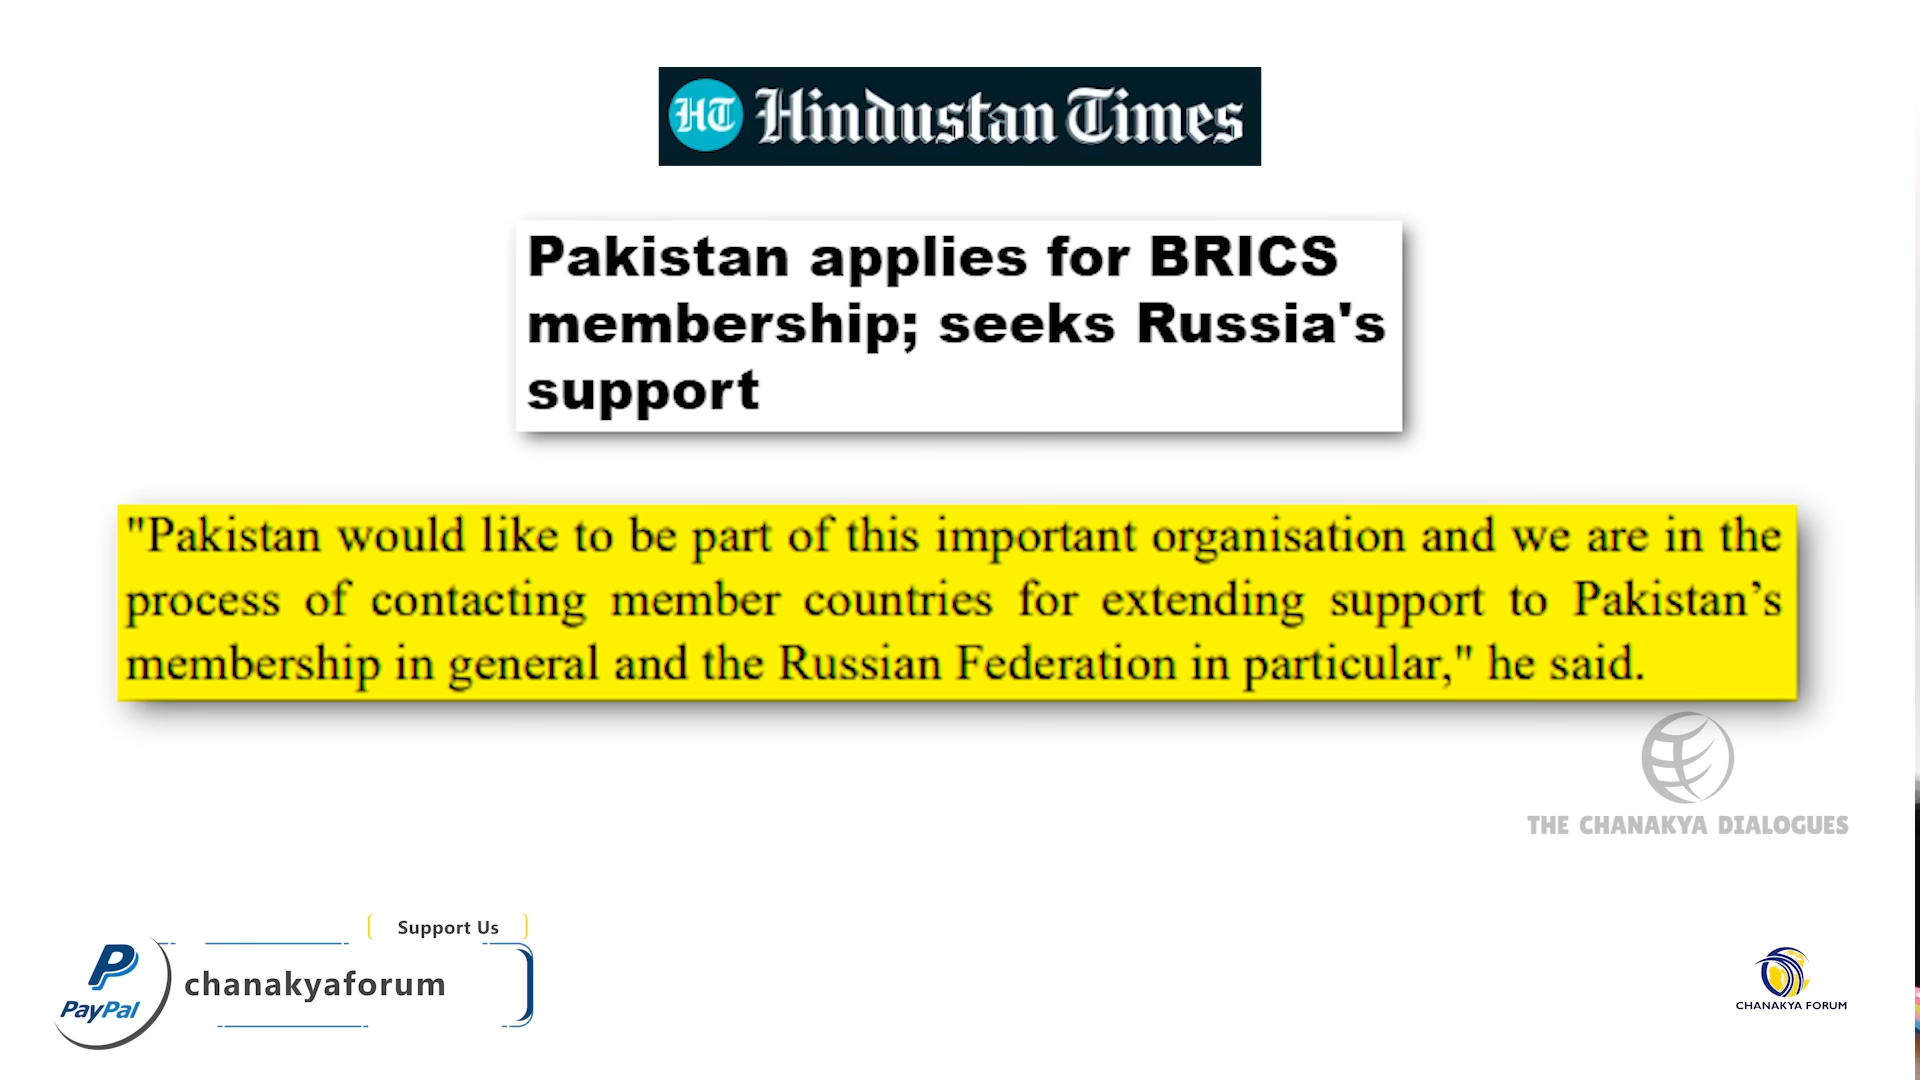 HT Hindustan Times
Pakistan applies for BRICS
membership; seeks Russia's
support
"Pakistan would like to be part of this important organisation and we are in the
process of contacting member countries for extending support to Pakistan’s
membership in general and the Russian Federation in particular," he said.
THE CHANAKYA DIALOGUES
Support Us
chanakyaforum
PayPal
CHANAKYA FORUM